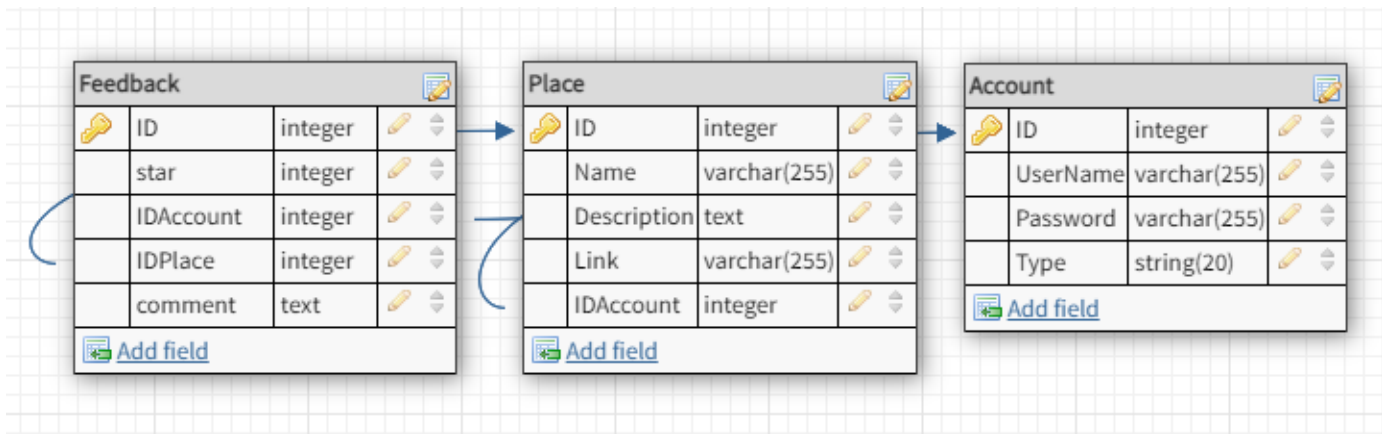 Feedback
ID integer
star integer
IDAccount integer
IDPlace integer
comment text
Add field
Place
ID integer
Name varchar(255)
Description text
Link varchar(255)
IDAccount integer
Add field
Account
ID integer
UserName varchar(255)
Password varchar(255)
Type string(20)
Add field